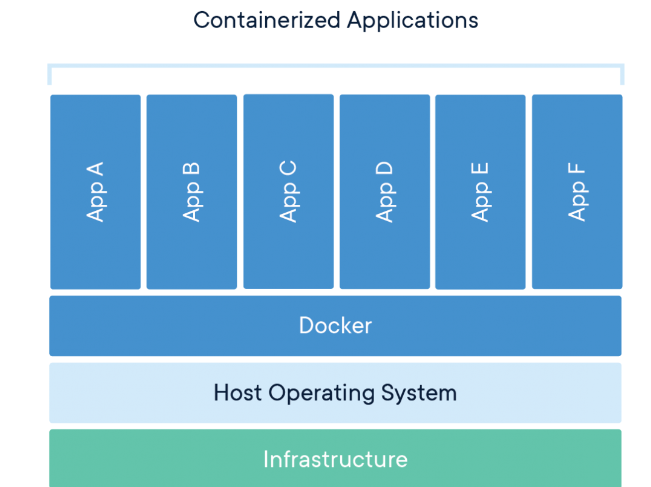 Containerized Applications
App A
App B
App C
App D
App E
App F
Docker
Host Operating System
Infrastructure